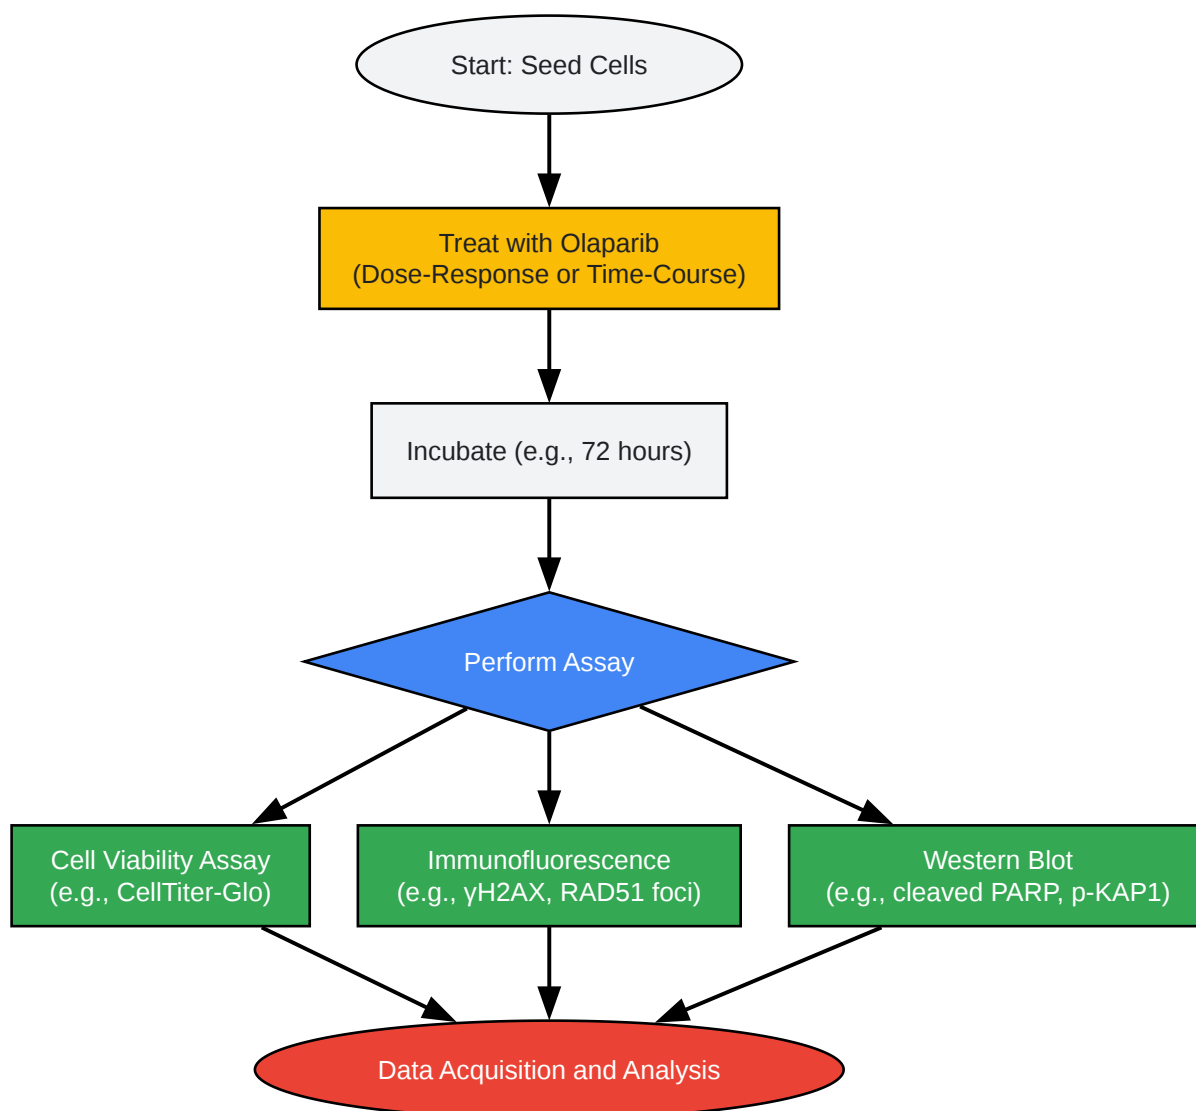 Start: Seed Cells
Treat with Olaparib
(Dose-Response or Time-Course)
Incubate (e.g., 72 hours)
Perform Assay
Cell Viability Assay
(e.g., CellTiter-Glo)
Immunofluorescence
(e.g., γH2AX, RAD51 foci)
Western Blot
(e.g., cleaved PARP, p-KAP1)
Data Acquisition and Analysis